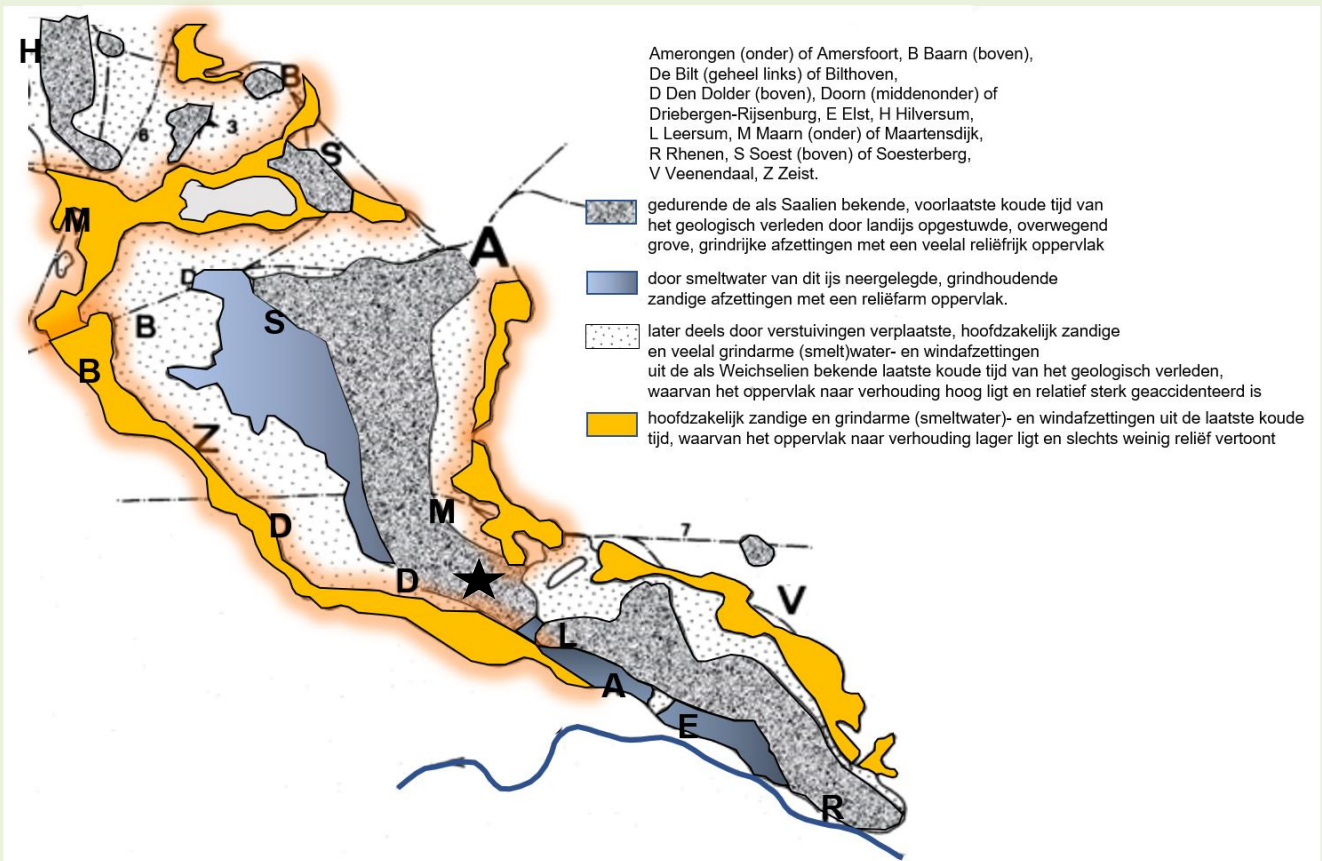 H
B
6
3
S
M
A
D
S
B
B
Z
M
D
D
7
V
L
A
E
R
Amerongen (onder) of Amersfoort, B Baarn (boven),
De Bilt (geheel links) of Bilthoven,
D Den Dolder (boven), Doorn (middenonder) of
Driebergen-Rijsenburg, E Elst, H Hilversum,
L Leersum, M Maarn (onder) of Maartensdijk,
R Rhenen, S Soest (boven) of Soesterberg,
V Veenendaal, Z Zeist.
gedurende de als Saalien bekende, voorlaatste koude tijd van
het geologisch verleden door landijs opgestuwde, overwegend
grove, grindrijke afzettingen met een veelal reliëfrijk oppervlak
door smeltwater van dit ijs neergelegde, grindhoudende
zandige afzettingen met een reliëfarm oppervlak.
later deels door verstuivingen verplaatste, hoofdzakelijk zandige
en veelal grindarme (smelt)water- en windafzettingen
uit de als Weichselien bekende laatste koude tijd van het geologisch verleden,
waarvan het oppervlak naar verhouding hoog ligt en relatief sterk geaccidenteerd is
hoofdzakelijk zandige en grindarme (smeltwater)- en windafzettingen uit de laatste koude
tijd, waarvan het oppervlak naar verhouding lager ligt en slechts weinig reliëf vertoont